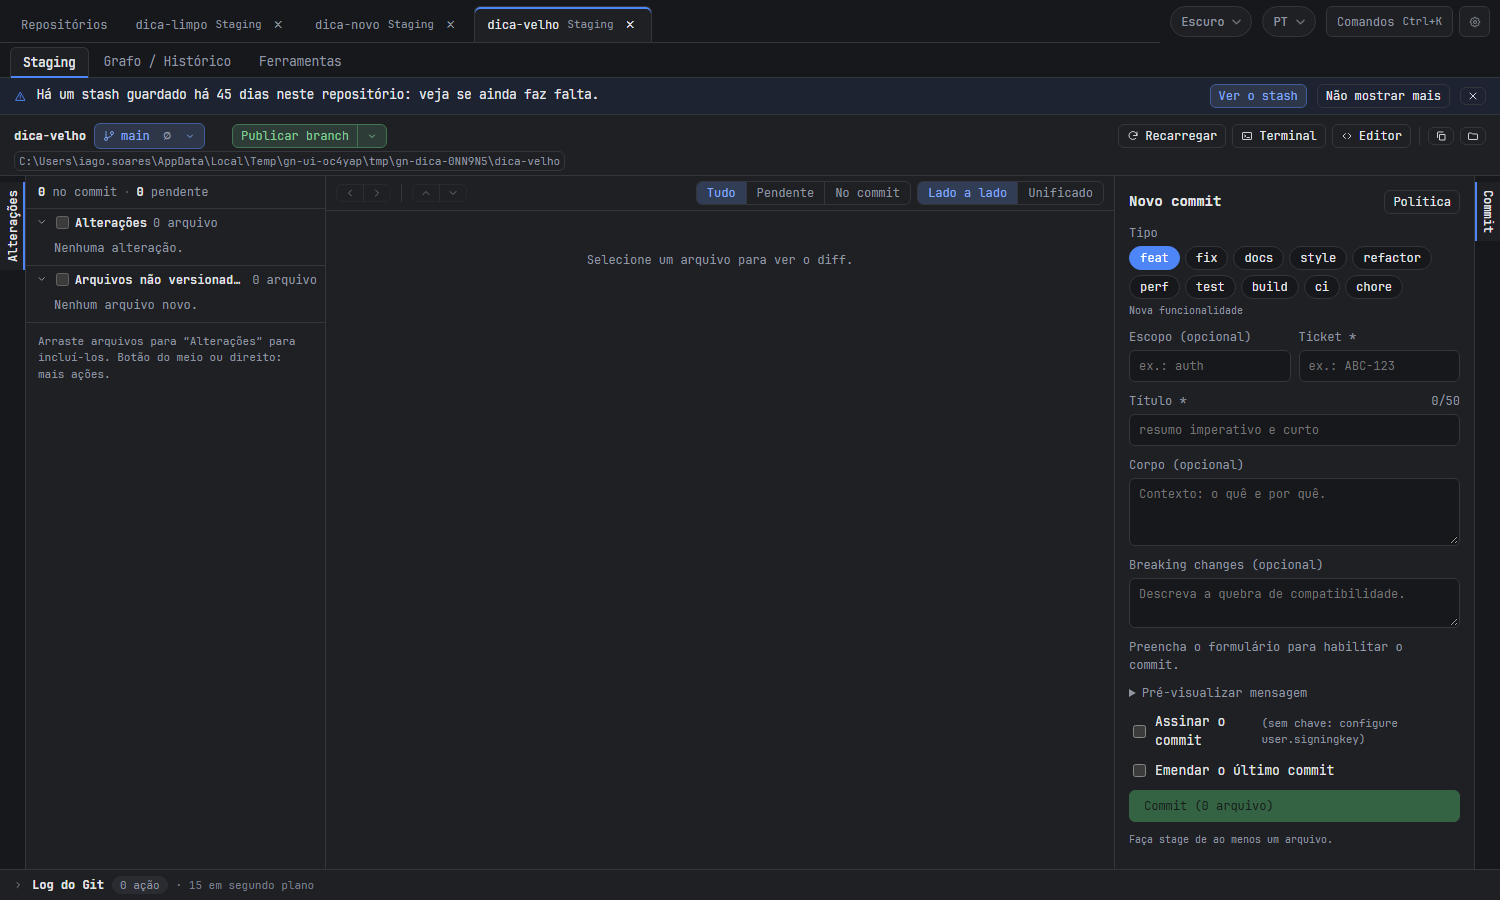 Repositórios
dica-limpo Staging
dica-novo Staging
dica-velho Staging
Escuro
PT
Comandos Ctrl+K
Staging
Grafo / Histórico
Ferramentas
Há um stash guardado há 45 dias neste repositório: veja se ainda faz falta.
Ver o stash
Não mostrar mais
dica-velho
main
Publicar branch
Recarregar
Terminal
Editor
C:\Users\iago.soares\AppData\Local\Temp\gn-ui-oc4yap\tmp\gn-dica-0NN9N5\dica-velho
Alterações
0 no commit · 0 pendente
Alterações 0 arquivo
Nenhuma alteração.
Arquivos não versionad… 0 arquivo
Nenhum arquivo novo.
Arraste arquivos para “Alterações” para
incluí-los. Botão do meio ou direito:
mais ações.
Tudo
Pendente
No commit
Lado a lado
Unificado
Selecione um arquivo para ver o diff.
Novo commit
Política
Tipo
feat
fix
docs
style
refactor
perf
test
build
ci
chore
Nova funcionalidade
Escopo (opcional)
Ticket *
ex.: auth
ex.: ABC-123
Título *
0/50
resumo imperativo e curto
Corpo (opcional)
Contexto: o quê e por quê.
Breaking changes (opcional)
Descreva a quebra de compatibilidade.
Preencha o formulário para habilitar o
commit.
Pré-visualizar mensagem
Assinar o
commit
(sem chave: configure
user.signingkey)
Emendar o último commit
Commit (0 arquivo)
Faça stage de ao menos um arquivo.
Commit
Log do Git
0 ação
· 15 em segundo plano